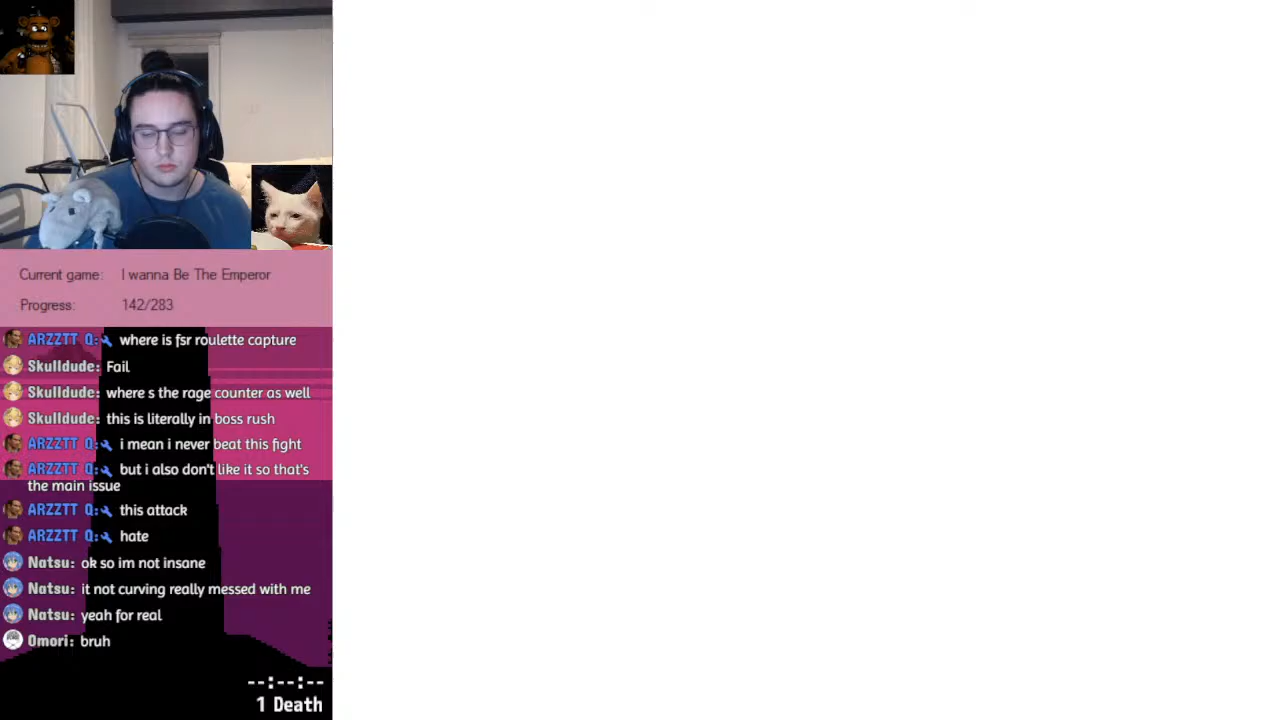 Current game: I wanna Be The Emperor
Progress: 142/283
ARZZTT Q: where is fsr roulette capture
Skulldude: Fail
Skulldude: where s the rage counter as well
Skulldude: this is literally in boss rush
ARZZTT Q: i mean i never beat this fight
ARZZTT Q: but i also don't like it so that's
the main issue
ARZZTT Q: this attack
ARZZTT Q: hate
Natsu: ok so im not insane
Natsu: it not curving really messed with me
Natsu: yeah for real
Omori: bruh
--:--:--
1 Death